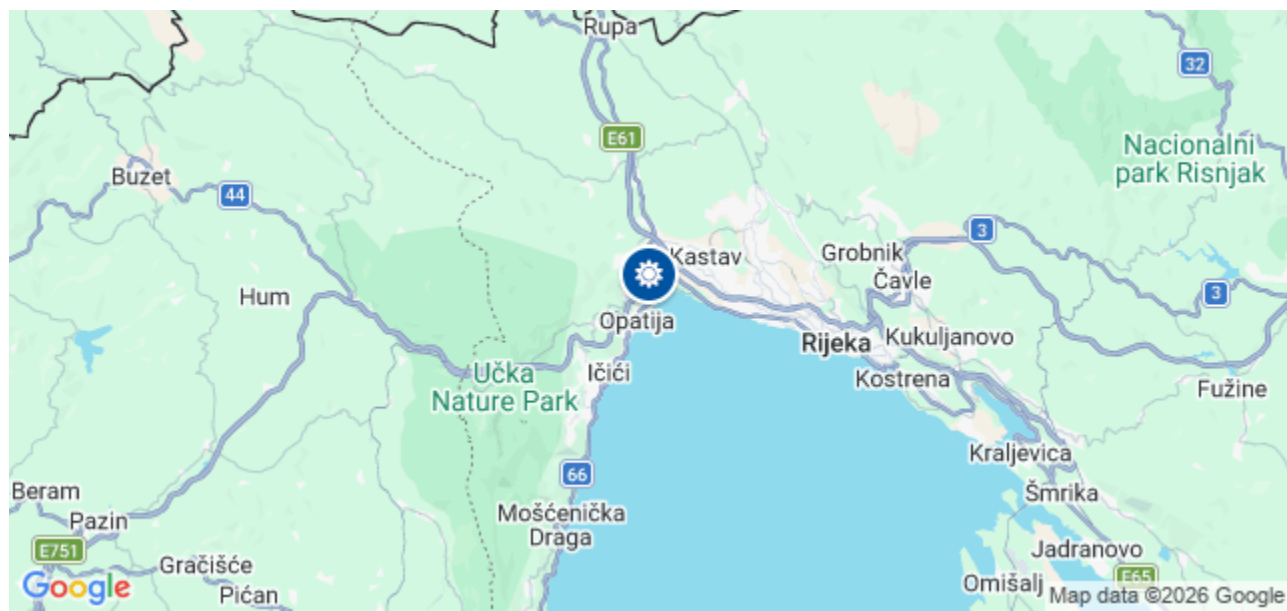 Rupa
32
E61
Nacionalni
park Risnjak
Buzet
44
3
Kastav
Grobnik
Čavle
Hum
3
Opatija
Rijeka
Kukuljanovo
Učka
Nature Park
Ičići
Kostrena
Fužine
Kraljevica
66
Beram
Šmrika
Pazin
Mošćenička
Draga
E751
Jadranovo
Gračišće
E65
Google
Pićan
Omišalj
Map data ©2026 Google